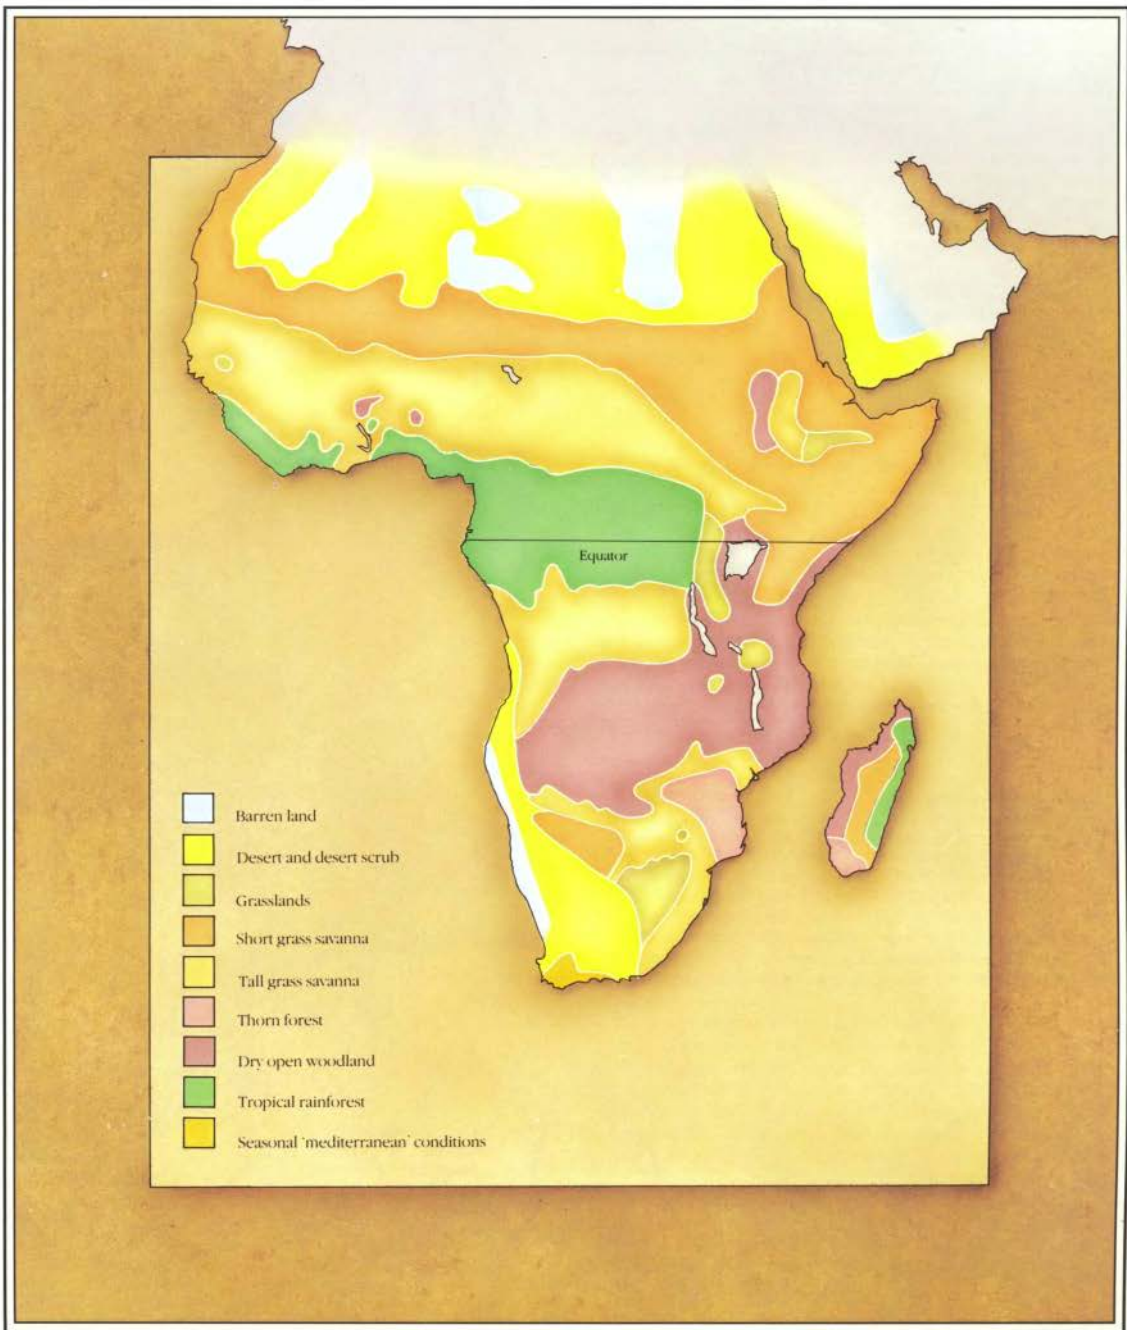 Equator
Barren land
Desert and desert scrub
Grasslands
Short grass savanna
Tall grass savanna
Thorn forest
Dry open woodland
Tropical rainforest
Seasonal 'mediterranean' conditions